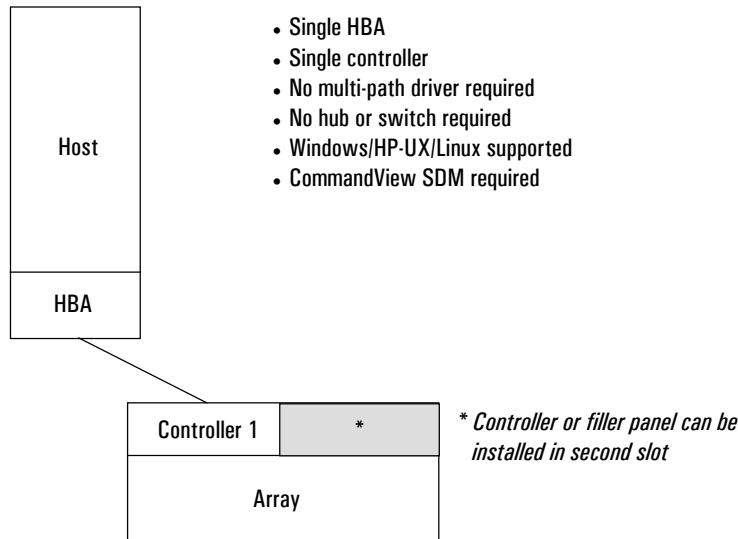 • Single HBA
• Single controller
• No multi-path driver required
• No hub or switch required
• Windows/HP-UX/Linux supported
• CommandView SDM required
Host
HBA
Controller 1
*
* Controller or filler panel can be
installed in second slot
Array